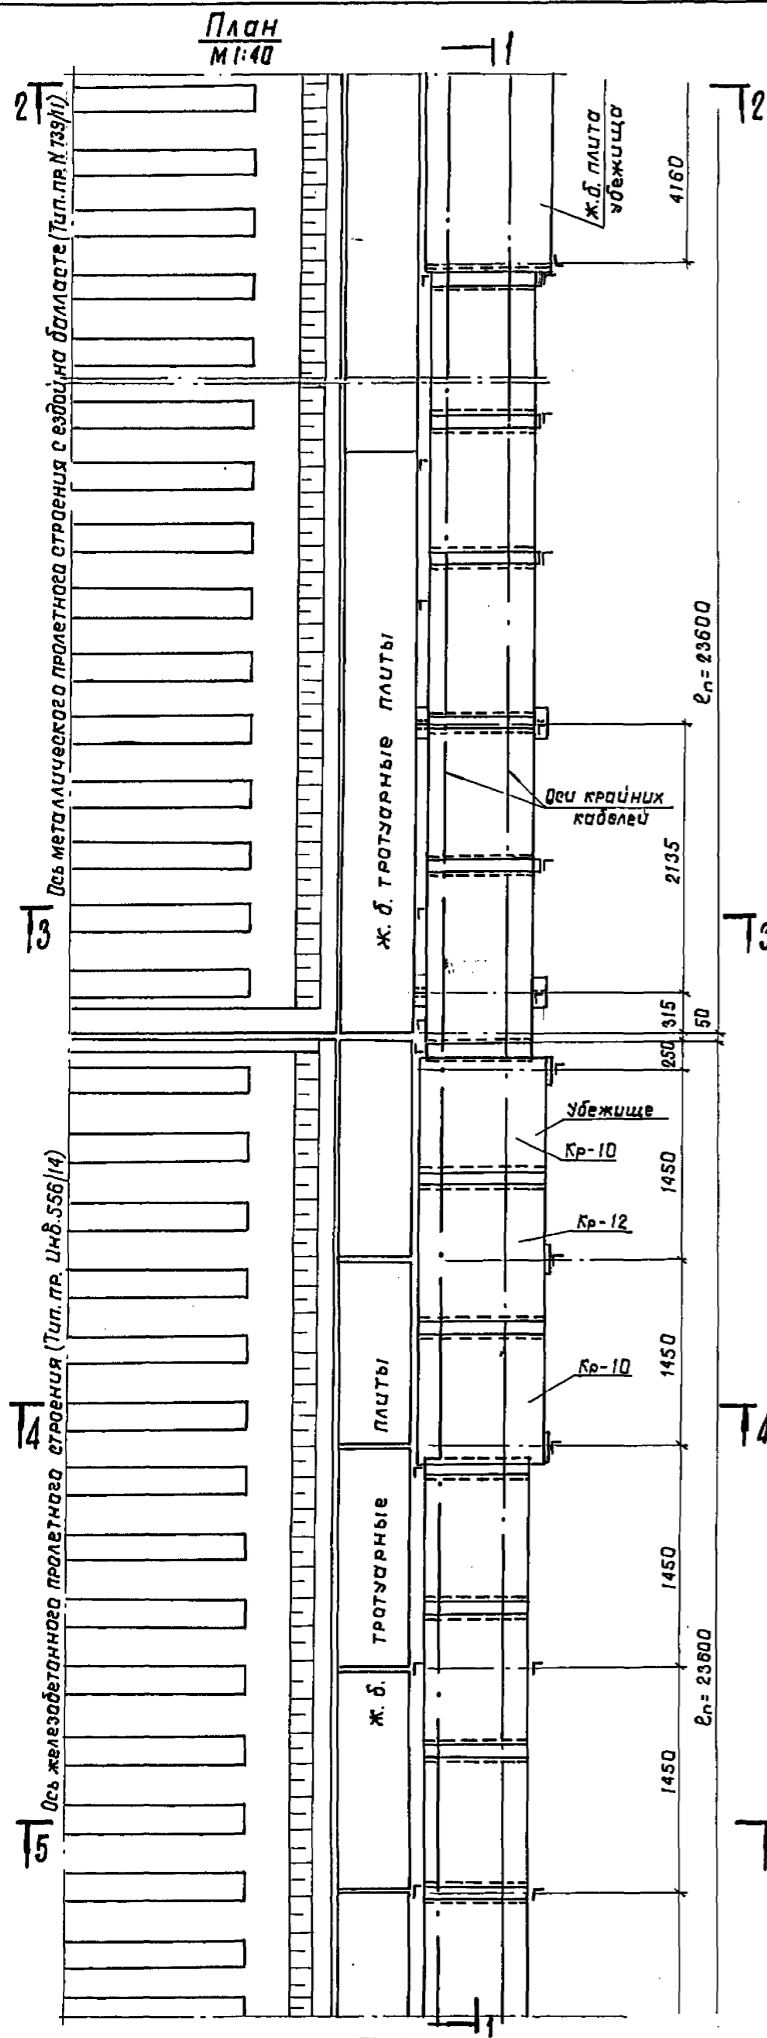 План
М 1:40
1
2
2
Ось металлического пролетного строения с ездой на балласте (Тип.пр. N 739/11)
ж.б. плита
убежища
4160
ℓп= 23600
ж.б. тротуарные плиты
Оси крайних
кабелей
2135
3
3
315
50
250
Убежище
Кр-10
1450
Кр-12
Ось железобетонного пролетного строения (Тип. пр. Инв.556/14)
1450
Кр-10
4
4
ж.б. тротуарные плиты
1450
ℓп= 23600
1450
5
1